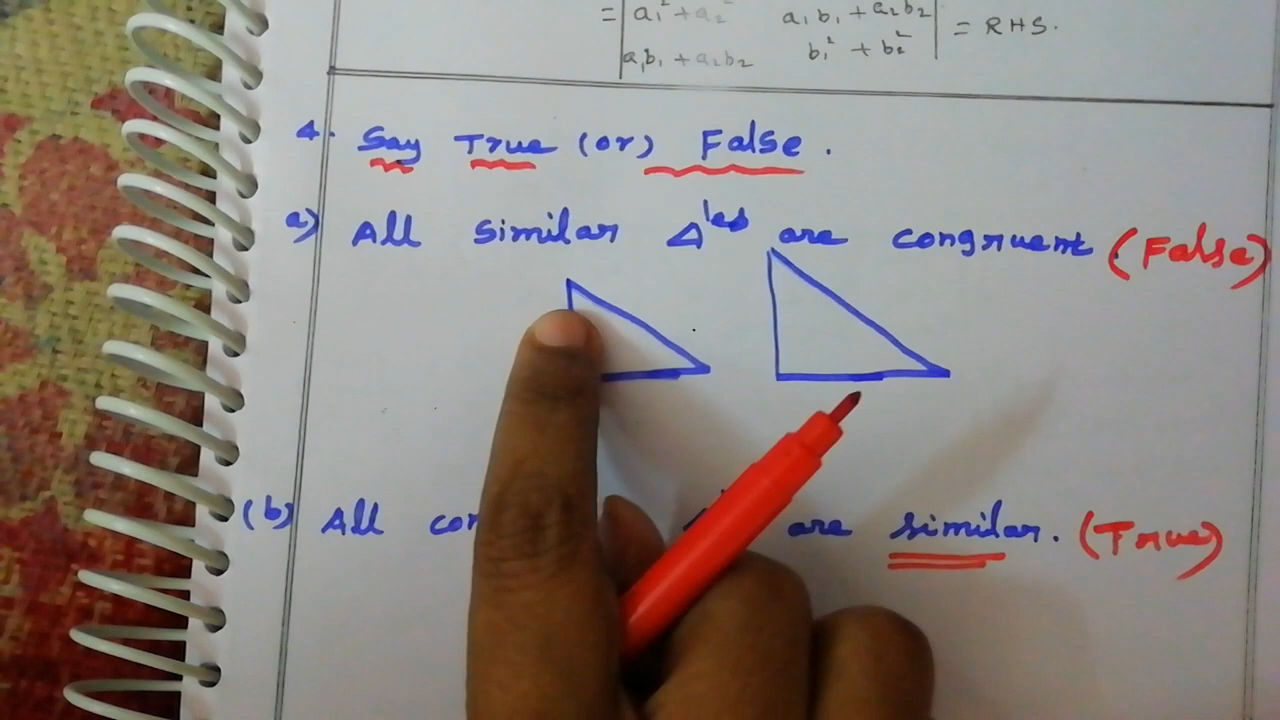 = | a₁² + a₂² a₁b₁ + a₂b₂ | = RHS.
a₁b₁ + a₂b₂ b₁² + b₂²
4. Say True (or) False.
a) All similar Δ^les are congruent. (False)
(b) All are similar. (True)